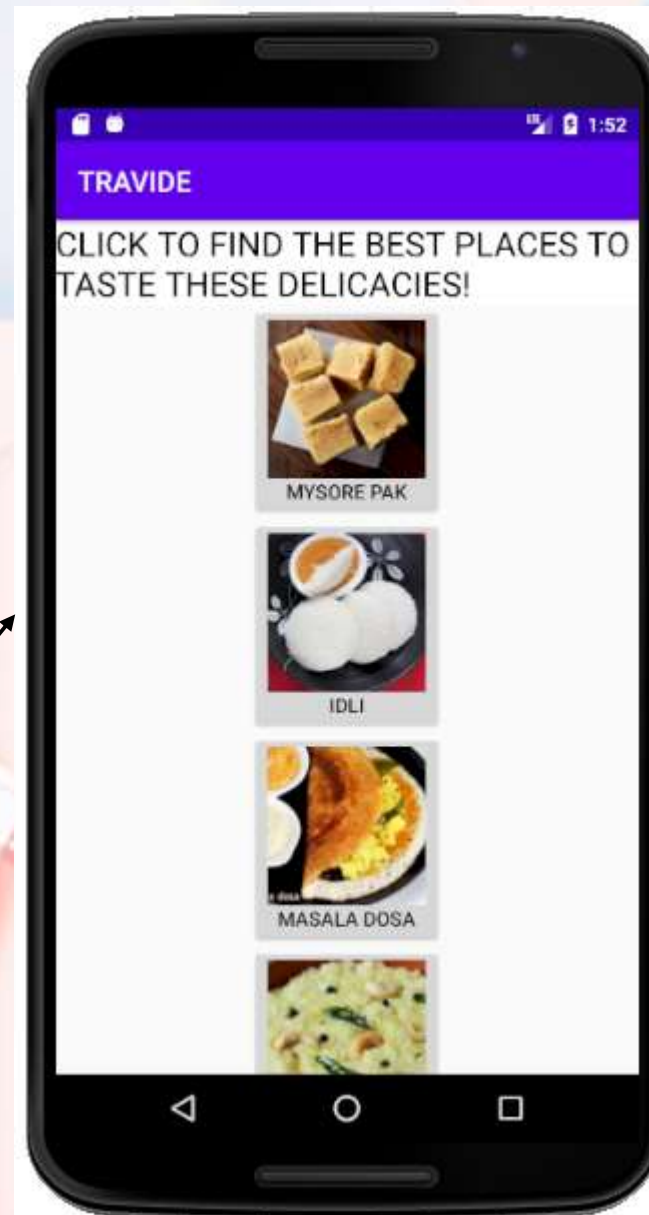 1:52
TRAVIDE
CLICK TO FIND THE BEST PLACES TO
TASTE THESE DELICACIES!
MYSORE PAK
IDLI
MASALA DOSA